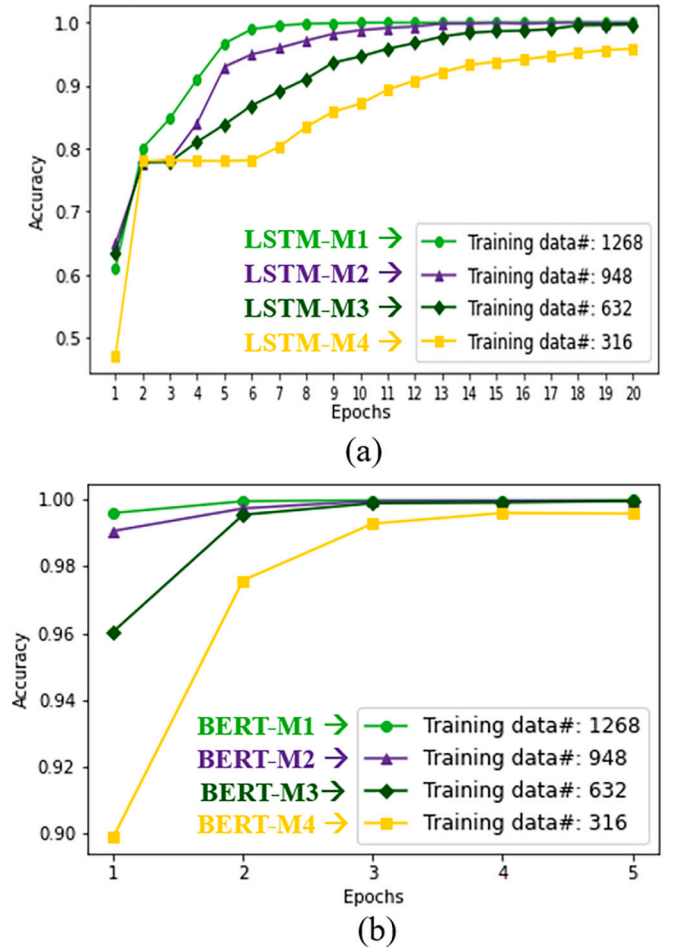 1.0
0.9
0.8
0.7
0.6
0.5
Accuracy
LSTM-M1 → Training data#: 1268
LSTM-M2 → Training data#: 948
LSTM-M3 → Training data#: 632
LSTM-M4 → Training data#: 316
1 2 3 4 5 6 7 8 9 10 11 12 13 14 15 16 17 18 19 20
Epochs
(a)
1.00
0.98
0.96
0.94
0.92
0.90
Accuracy
BERT-M1 → Training data#: 1268
BERT-M2 → Training data#: 948
BERT-M3→ Training data#: 632
BERT-M4 → Training data#: 316
1 2 3 4 5
Epochs
(b)